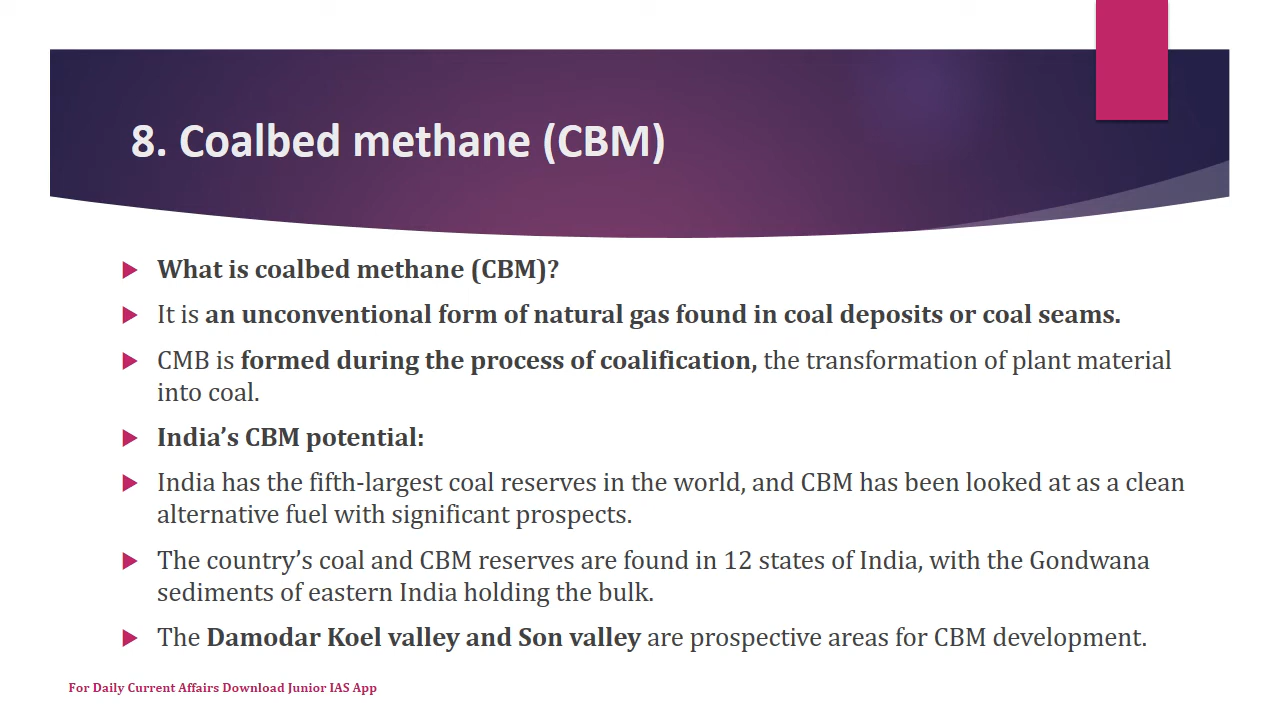 8. Coalbed methane (CBM)
What is coalbed methane (CBM)?
It is an unconventional form of natural gas found in coal deposits or coal seams.
CMB is formed during the process of coalification, the transformation of plant material
into coal.
India’s CBM potential:
India has the fifth-largest coal reserves in the world, and CBM has been looked at as a clean
alternative fuel with significant prospects.
The country’s coal and CBM reserves are found in 12 states of India, with the Gondwana
sediments of eastern India holding the bulk.
The Damodar Koel valley and Son valley are prospective areas for CBM development.
For Daily Current Affairs Download Junior IAS App